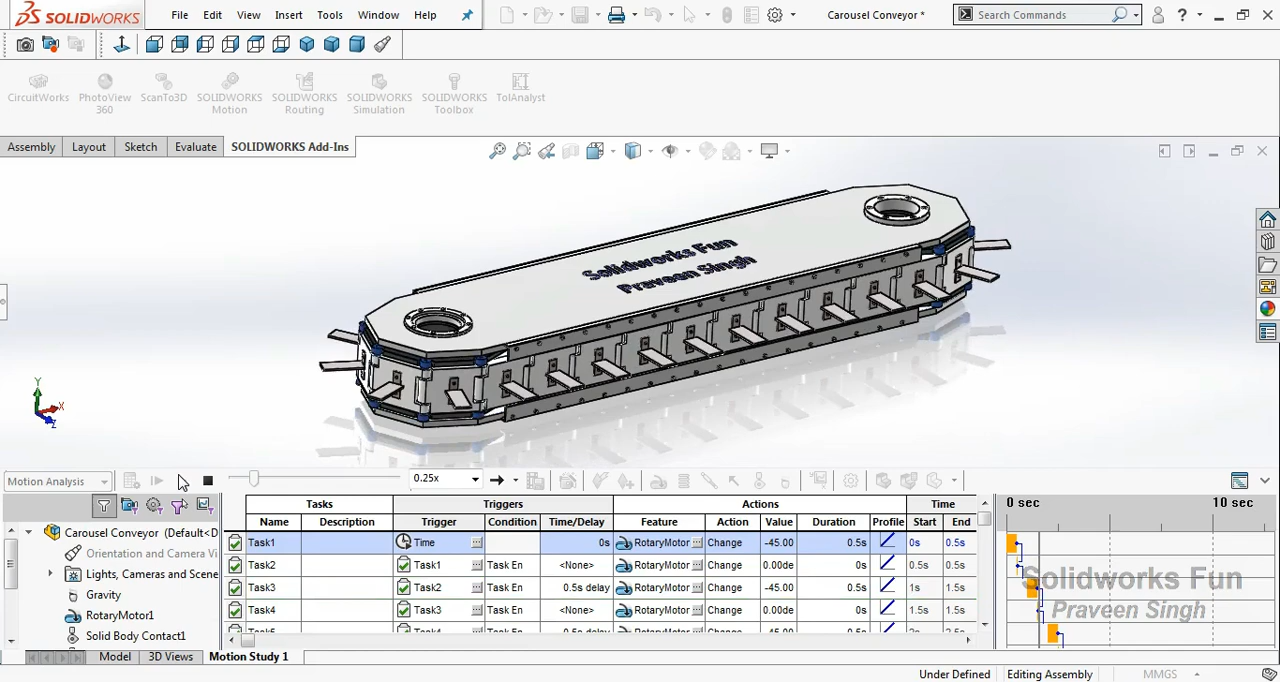 SOLIDWORKS File Edit View Insert Tools Window Help Carousel Conveyor * Search Commands ?
CircuitWorks PhotoView 360 ScanTo3D SOLIDWORKS Motion SOLIDWORKS Routing SOLIDWORKS Simulation SOLIDWORKS Toolbox TolAnalyst
Assembly Layout Sketch Evaluate SOLIDWORKS Add-Ins
Solidworks Fun
Praveen Singh
Y
X
Z
Motion Analysis 0.25x
Tasks Triggers Actions Time 0 sec 10 sec
Name Description Trigger Condition Time/Delay Feature Action Value Duration Profile Start End
Carousel Conveyor (Default<D
Task1 Time 0s RotaryMotor Change -45.00 0.5s 0s 0.5s
Orientation and Camera Vi
Task2 Task1 Task En <None> RotaryMotor Change 0.00de 0s 0.5s 0.5s
Lights, Cameras and Scene
Task3 Task2 Task En 0.5s delay RotaryMotor Change -45.00 0.5s 1s 1.5s
Gravity
Task4 Task3 Task En <None> RotaryMotor Change 0.00de 0s 1.5s 1.5s
RotaryMotor1
Solid Body Contact1
Solidworks Fun
Praveen Singh
Model 3D Views Motion Study 1
Under Defined Editing Assembly MMGS